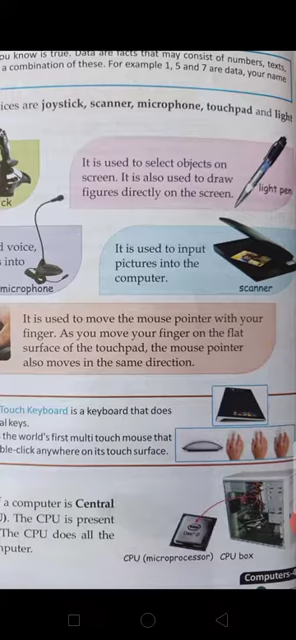 ou know is true. Data are facts that may consist of numbers, texts,
a combination of these. For example 1, 5 and 7 are data, your name
ices are joystick, scanner, microphone, touchpad and light
It is used to select objects on
screen. It is also used to draw
figures directly on the screen.
light pen
ck
d voice,
s into
microphone
It is used to input
pictures into the
computer.
scanner
It is used to move the mouse pointer with your
finger. As you move your finger on the flat
surface of the touchpad, the mouse pointer
also moves in the same direction.
Touch Keyboard is a keyboard that does
al keys.
the world's first multi touch mouse that
ble-click anywhere on its touch surface.
f a computer is Central
U). The CPU is present
The CPU does all the
mputer.
CPU (microprocessor) CPU box
Computers-